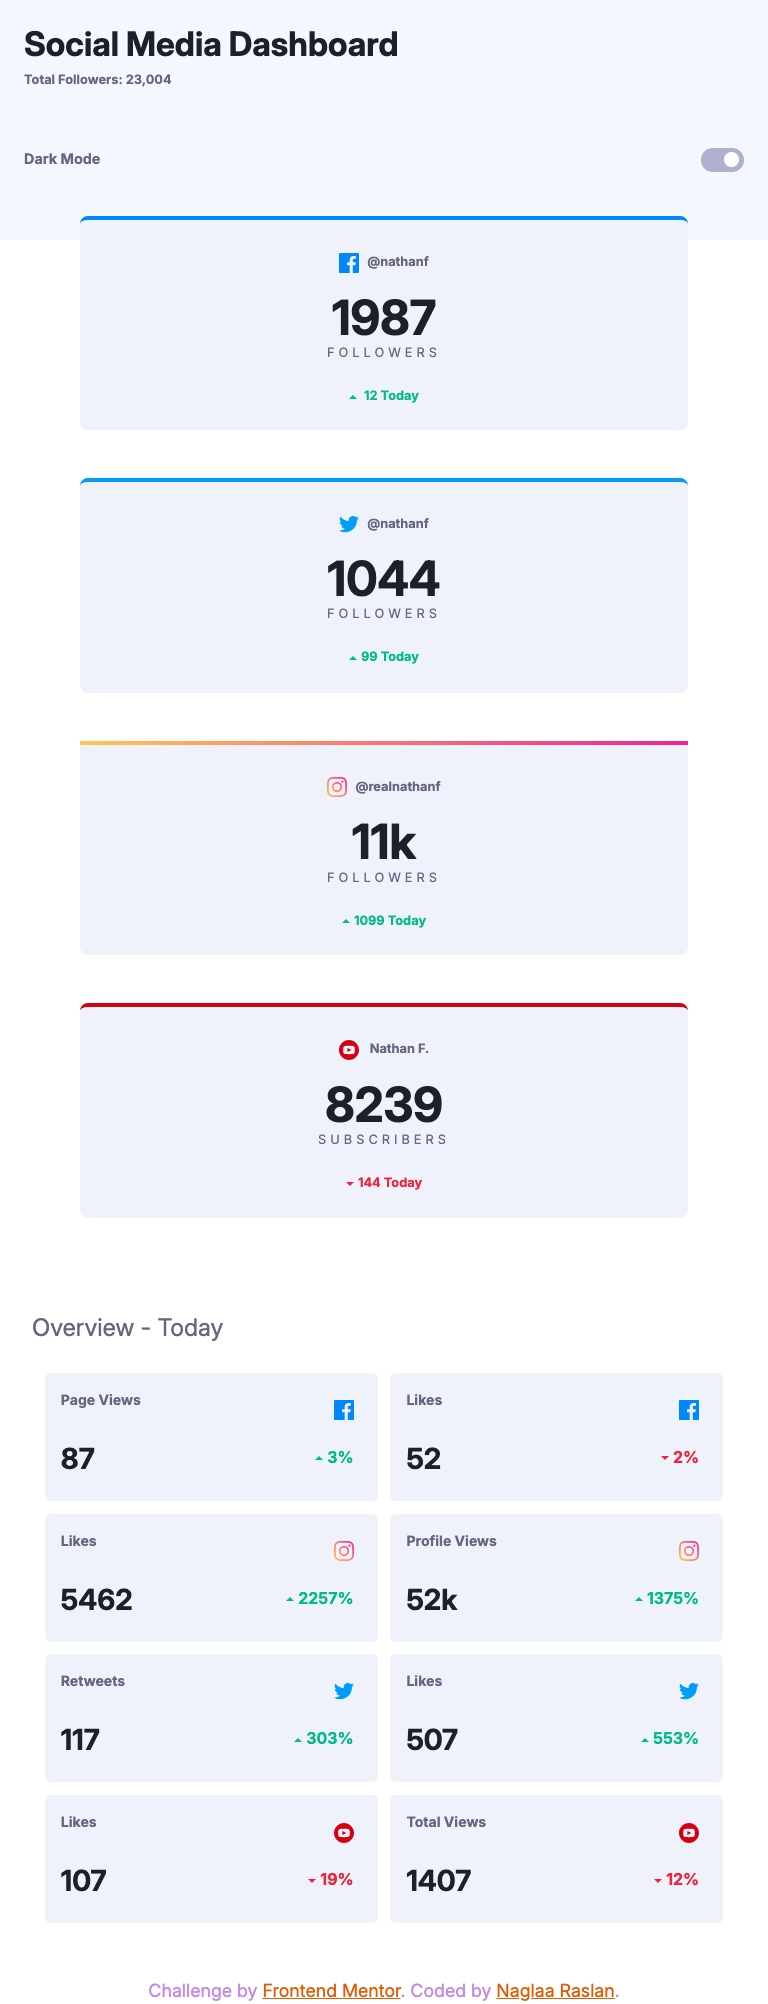 Social Media Dashboard
Total Followers: 23,004
Dark Mode
@nathanf
1987
FOLLOWERS
12 Today
@nathanf
1044
FOLLOWERS
99 Today
@realnathanf
11k
FOLLOWERS
1099 Today
Nathan F.
8239
SUBSCRIBERS
144 Today
Overview - Today
Page Views
87
3%
Likes
52
2%
Likes
5462
2257%
Profile Views
52k
1375%
Retweets
117
303%
Likes
507
553%
Likes
107
19%
Total Views
1407
12%
Challenge by Frontend Mentor. Coded by Naglaa Raslan.